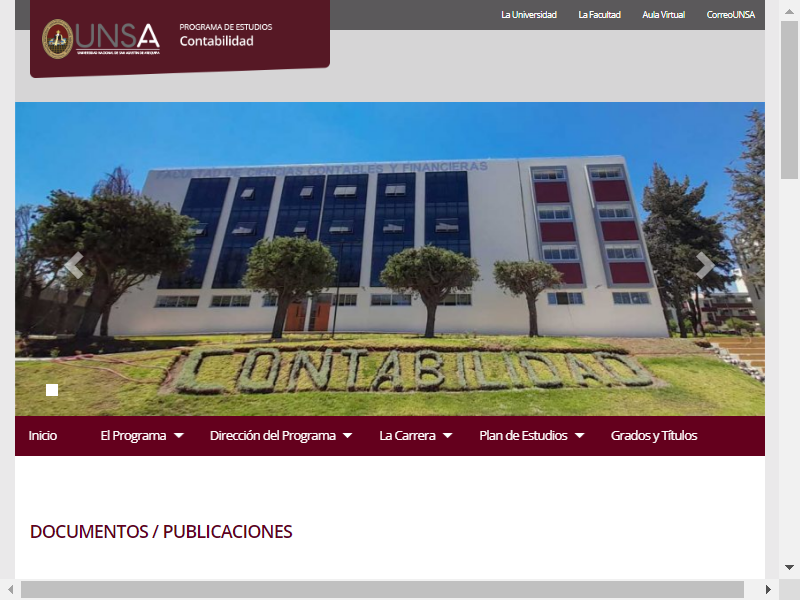 La Universidad
La Facultad
Aula Virtual
CorreoUNSA
UNSA
UNIVERSIDAD NACIONAL DE SAN AGUSTIN DE AREQUIPA
PROGRAMA DE ESTUDIOS
Contabilidad
FACULTAD DE CIENCIAS CONTABLES Y FINANCIERAS
CONTABILIDAD
Inicio
El Programa
Dirección del Programa
La Carrera
Plan de Estudios
Grados y Títulos
DOCUMENTOS / PUBLICACIONES